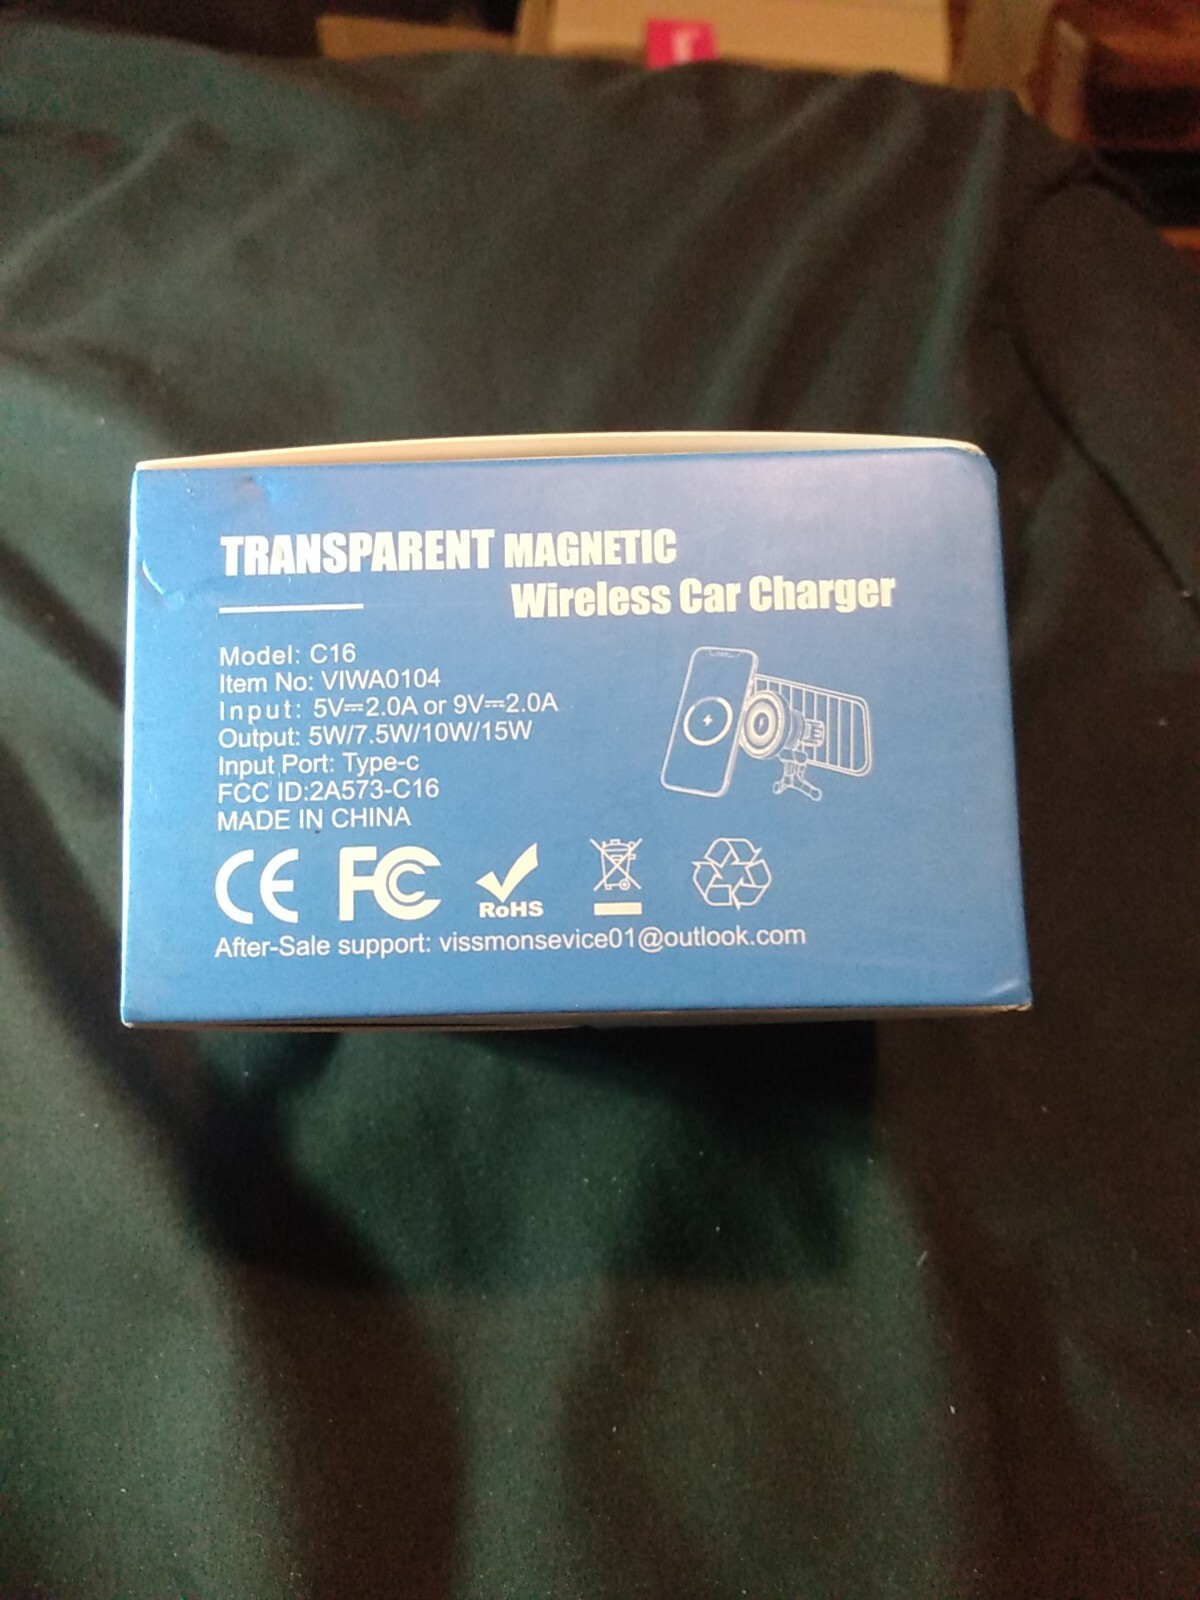 TRANSPARENT MAGNETIC
Wireless Car Charger
Model: C16
Item No: VIWA0104
Input: 5V⎓2.0A or 9V⎓2.0A
Output: 5W/7.5W/10W/15W
Input Port: Type-c
FCC ID:2A573-C16
MADE IN CHINA
CE FC RoHS
After-Sale support: vissmonsevice01@outlook.com